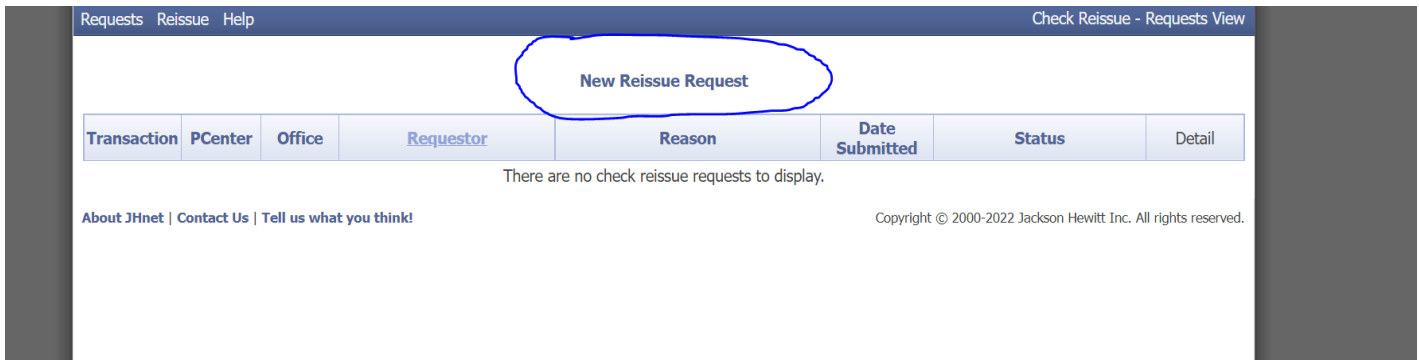 Requests Reissue Help Check Reissue - Requests View
New Reissue Request
Transaction PCenter Office Requestor Reason Date Submitted Status Detail
There are no check reissue requests to display.
About JHnet | Contact Us | Tell us what you think! Copyright © 2000-2022 Jackson Hewitt Inc. All rights reserved.